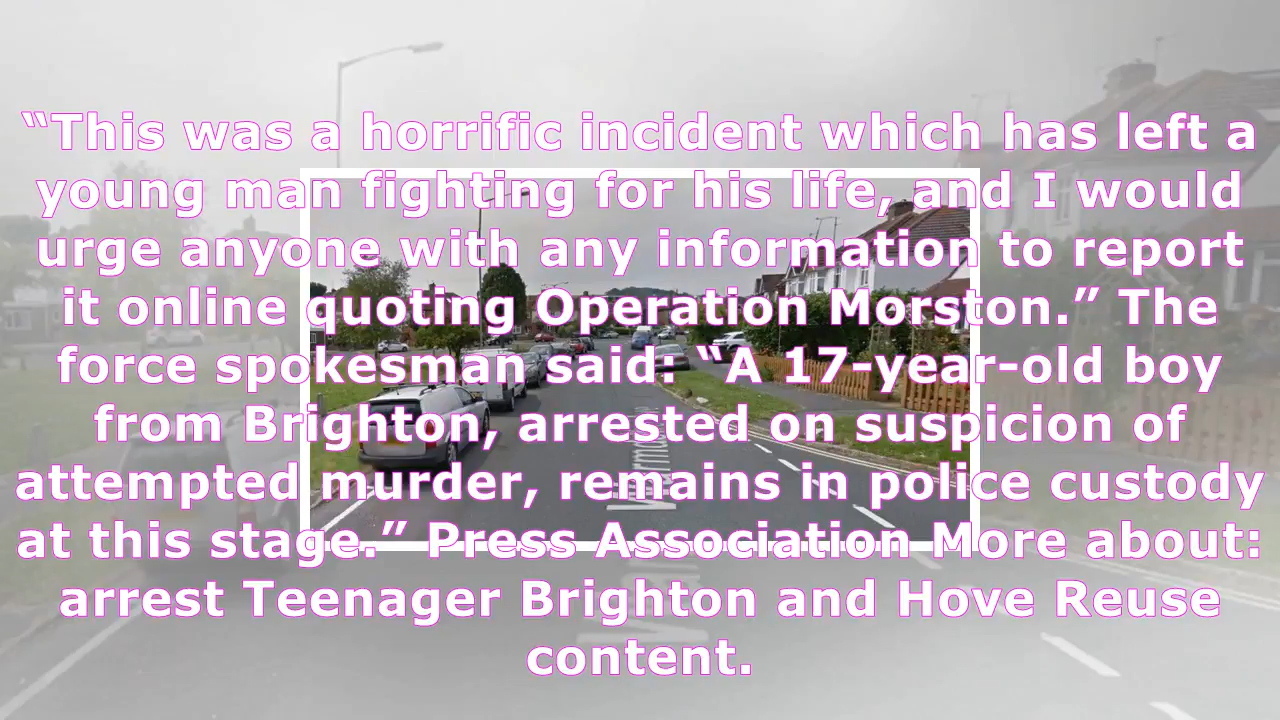 “This was a horrific incident which has left a
young man fighting for his life, and I would
urge anyone with any information to report
it online quoting Operation Morston.” The
force spokesman said: “A 17-year-old boy
from Brighton, arrested on suspicion of
attempted murder, remains in police custody
at this stage.” Press Association More about:
arrest Teenager Brighton and Hove Reuse
content.